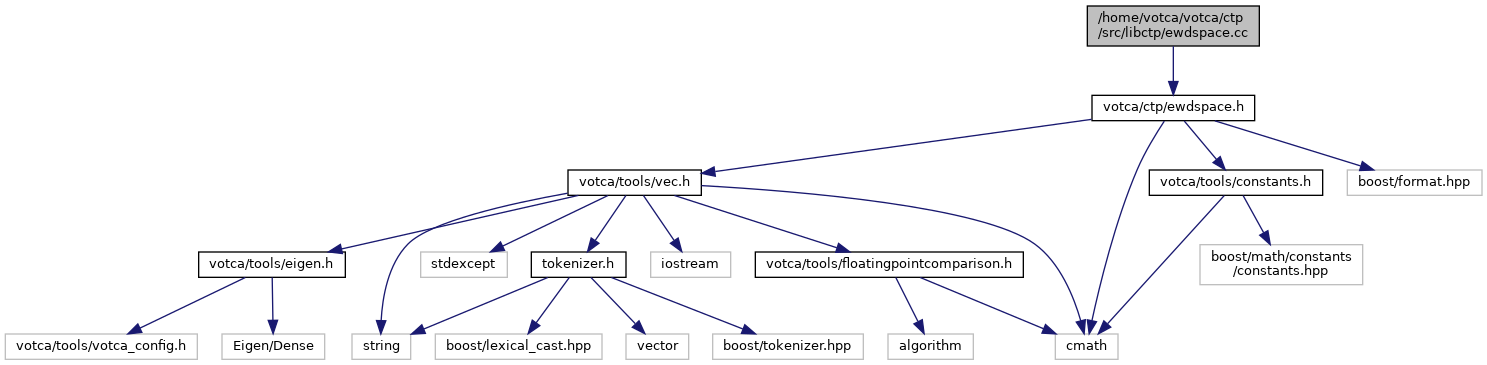 /home/votca/votca/ctp
/src/libctp/ewdspace.cc
votca/ctp/ewdspace.h
votca/tools/vec.h
votca/tools/constants.h
boost/format.hpp
votca/tools/eigen.h
stdexcept
tokenizer.h
iostream
votca/tools/floatingpointcomparison.h
boost/math/constants
/constants.hpp
votca/tools/votca_config.h
Eigen/Dense
string
boost/lexical_cast.hpp
vector
boost/tokenizer.hpp
algorithm
cmath